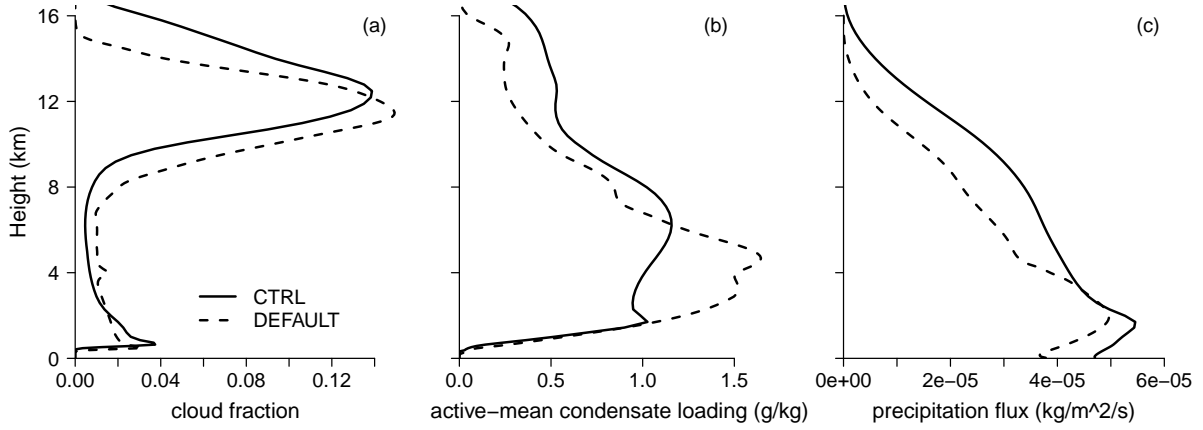 (a)
(b)
(c)
16
12
8
4
0
Height (km)
CTRL
DEFAULT
0.00 0.04 0.08 0.12
0.0 0.5 1.0 1.5
0e+00 2e−05 4e−05 6e−05
cloud fraction
active−mean condensate loading (g/kg)
precipitation flux (kg/m^2/s)